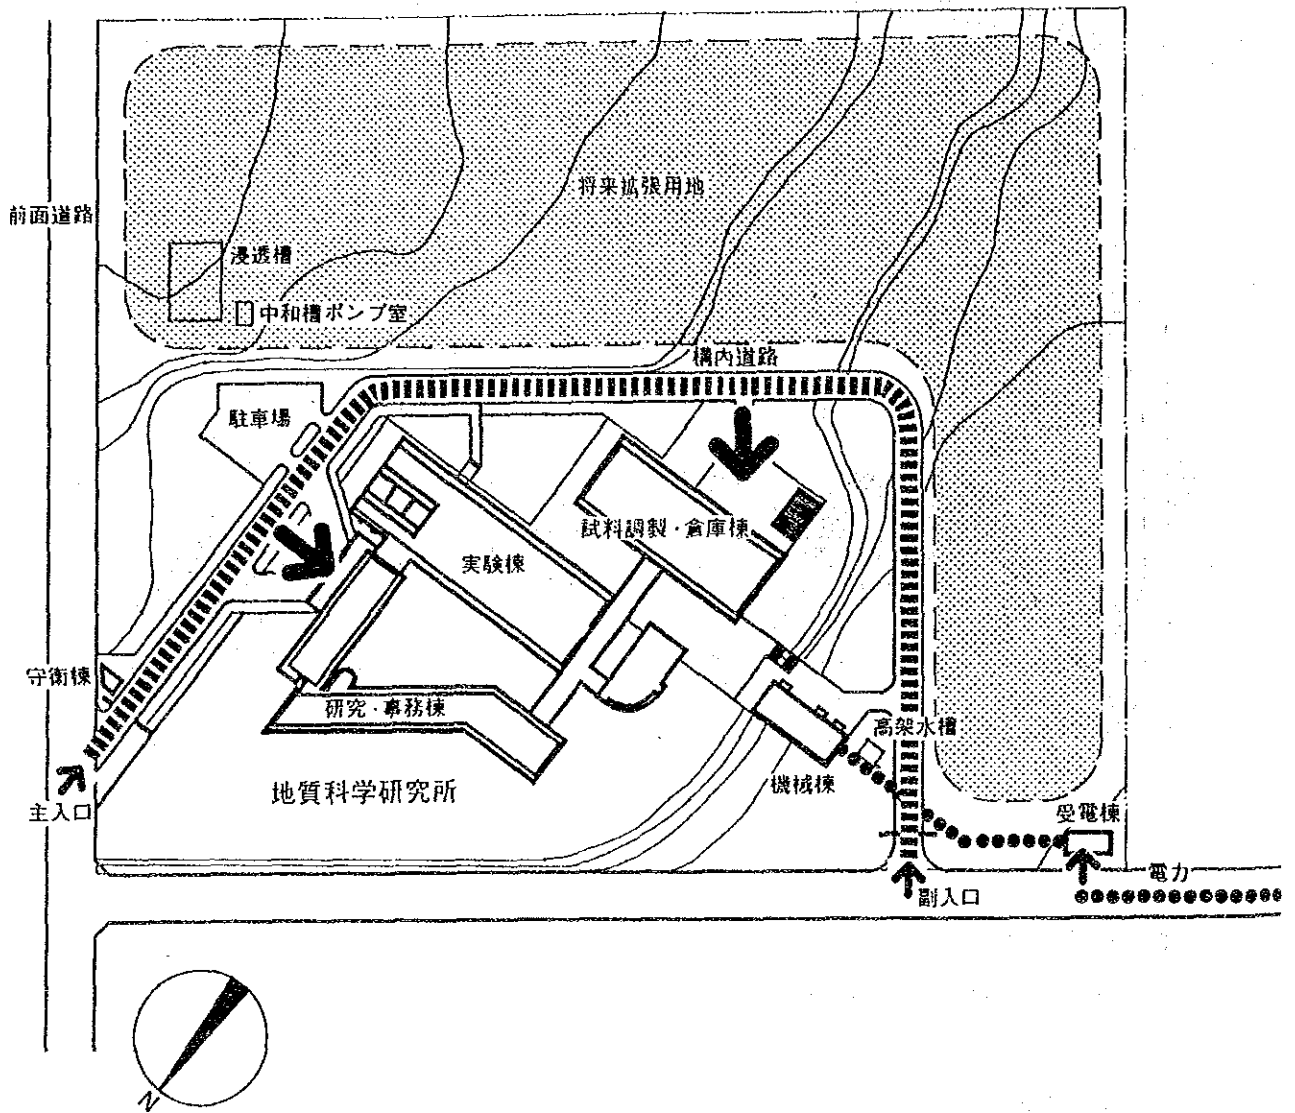 将来拡張用地
前面道路
浸透槽
中和槽ポンプ室
構内道路
駐車場
試料調製・倉庫棟
実験棟
守衛棟
研究・事務棟
高架水槽
機械棟
地質科学研究所
主入口
受電棟
電力
副入口
N